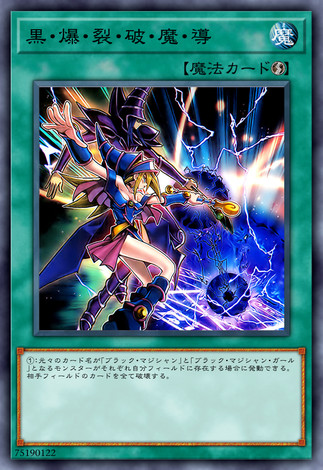 黒・爆・裂・破・魔・導
魔
【魔法カード】
①:元々のカード名が「ブラック・マジシャン」と「ブラック・マジシャン・ガール
」となるモンスターがそれぞれ自分フィールドに存在する場合に発動できる。
相手フィールドのカードを全て破壊する。
75190122